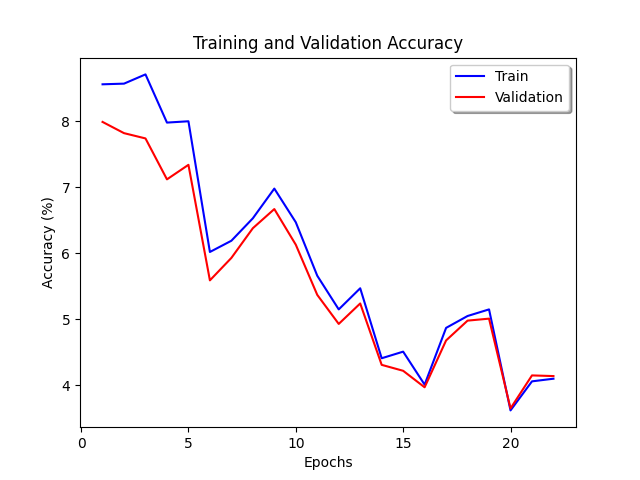 Training and Validation Accuracy
Train
Validation
Accuracy (%)
8
7
6
5
4
0 5 10 15 20
Epochs